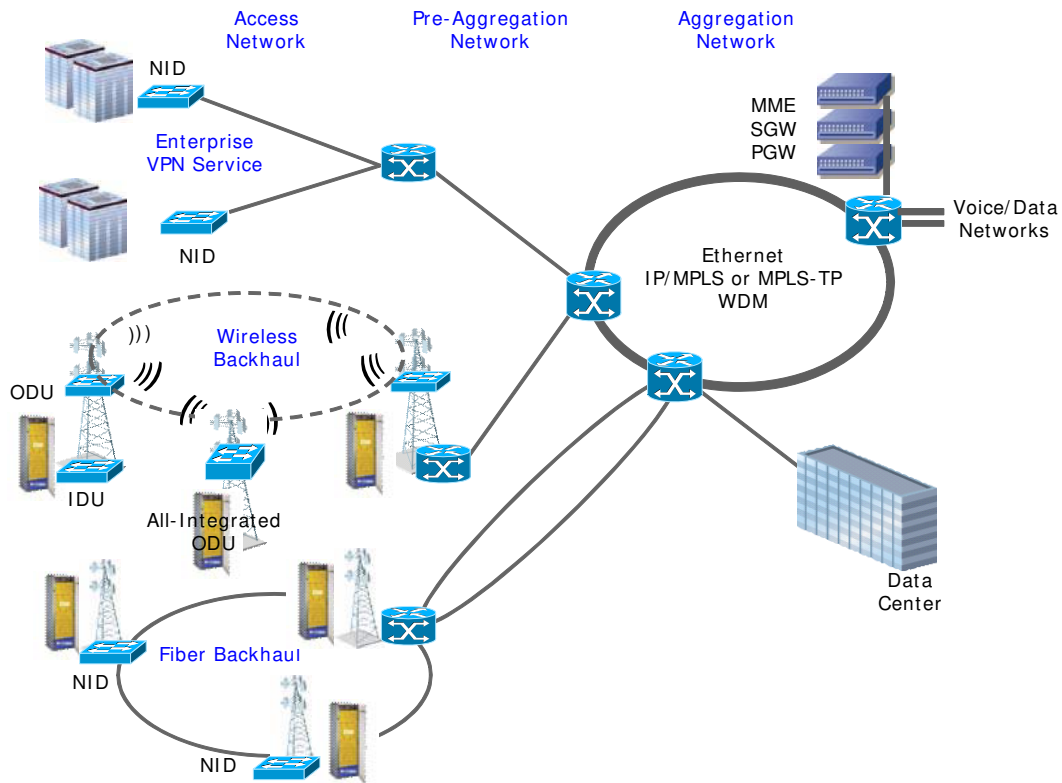 Access
Network
Pre-Aggregation
Network
Aggregation
Network
NID
Enterprise
VPN Service
NID
MME
SGW
PGW
Voice/Data
Networks
Ethernet
IP/MPLS or MPLS-TP
WDM
Wireless
Backhaul
ODU
IDU
All-Integrated
ODU
Data
Center
Fiber Backhaul
NID
NID